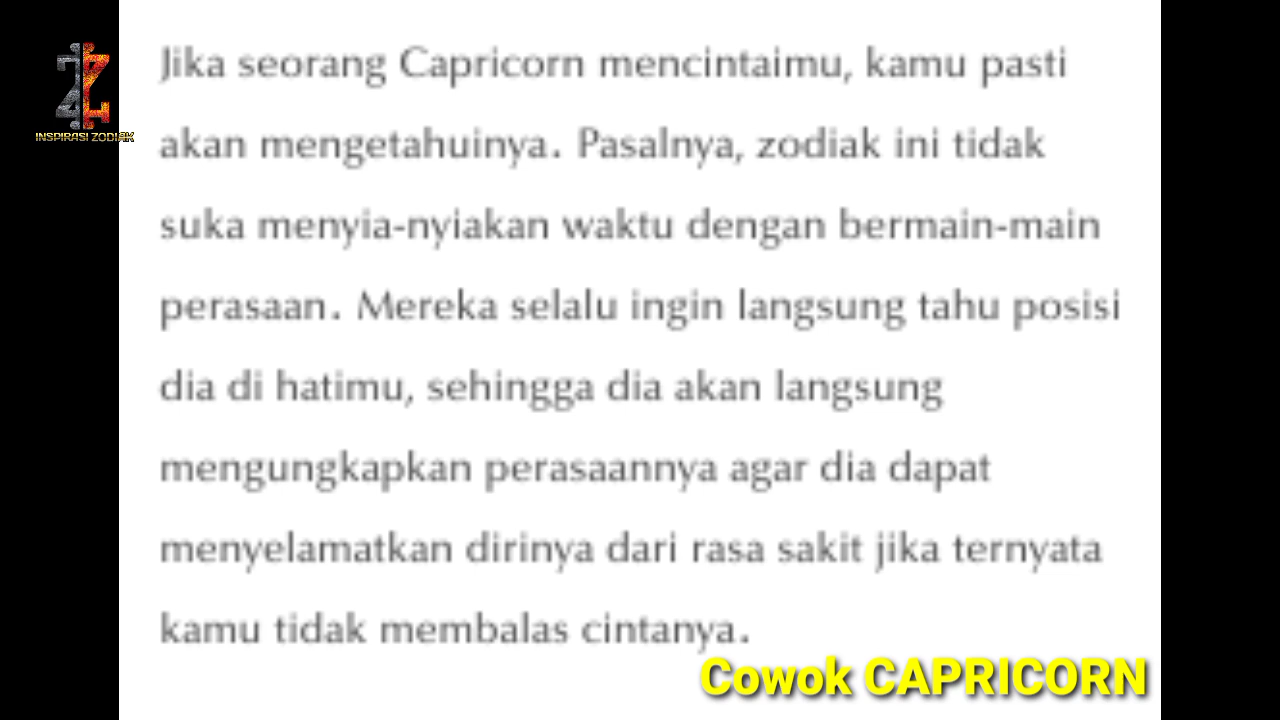 Jika seorang Capricorn mencintaimu, kamu pasti
akan mengetahuinya. Pasalnya, zodiak ini tidak
suka menyia-nyiakan waktu dengan bermain-main
perasaan. Mereka selalu ingin langsung tahu posisi
dia di hatimu, sehingga dia akan langsung
mengungkapkan perasaannya agar dia dapat
menyelamatkan dirinya dari rasa sakit jika ternyata
kamu tidak membalas cintanya.
Cowok CAPRICORN
INSPIRASI ZODIAK